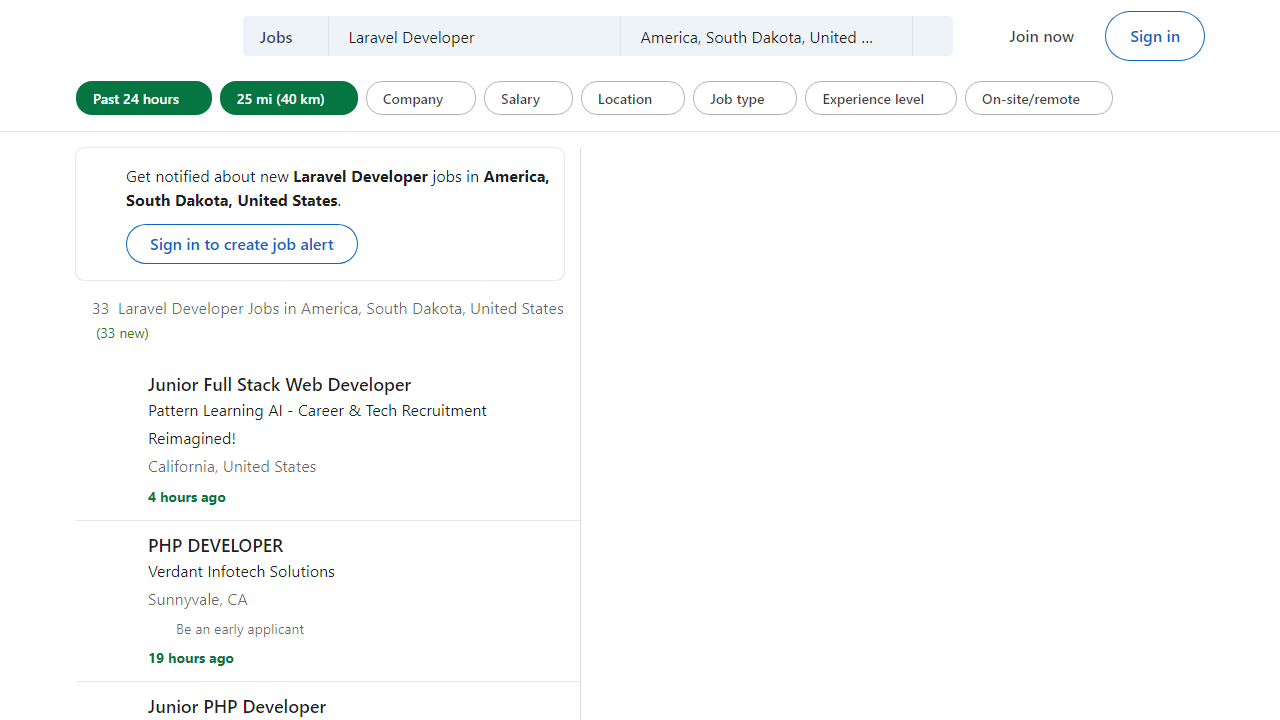 Jobs Laravel Developer America, South Dakota, United ... Join now Sign in
Past 24 hours 25 mi (40 km) Company Salary Location Job type Experience level On-site/remote
Get notified about new Laravel Developer jobs in America,
South Dakota, United States.
Sign in to create job alert
33 Laravel Developer Jobs in America, South Dakota, United States
(33 new)
Junior Full Stack Web Developer
Pattern Learning AI - Career & Tech Recruitment
Reimagined!
California, United States
4 hours ago
PHP DEVELOPER
Verdant Infotech Solutions
Sunnyvale, CA
Be an early applicant
19 hours ago
Junior PHP Developer